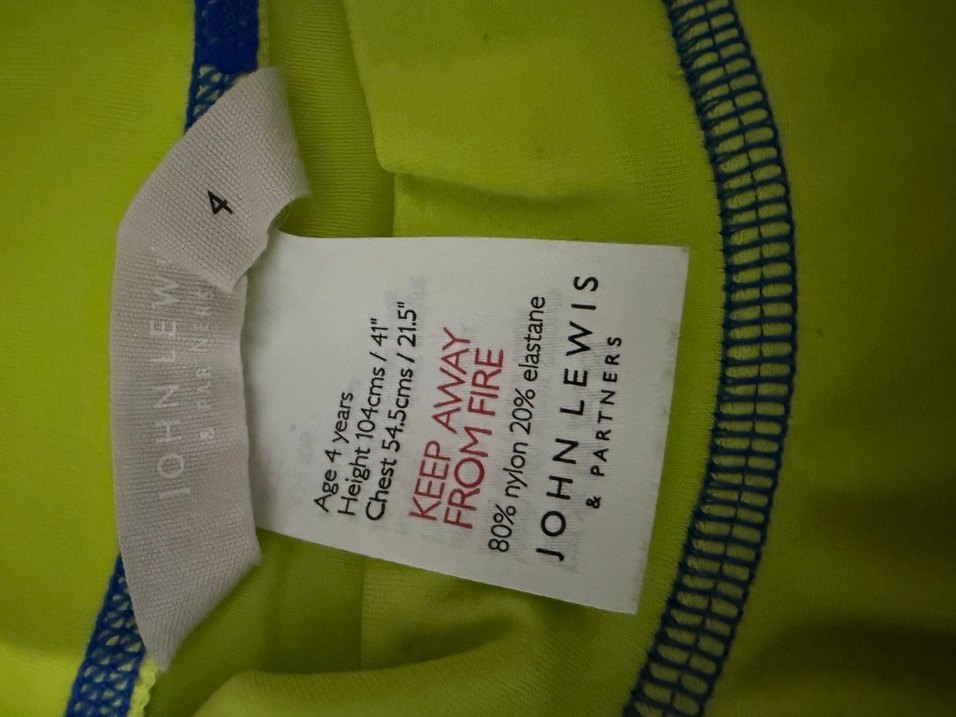 4
JOHN LEW
& PARTNERS
Age 4 years
Height 104cms / 41"
Chest 54.5cms / 21.5"
KEEP AWAY
FROM FIRE
80% nylon 20% elastane
JOHN LEWIS
& PARTNERS